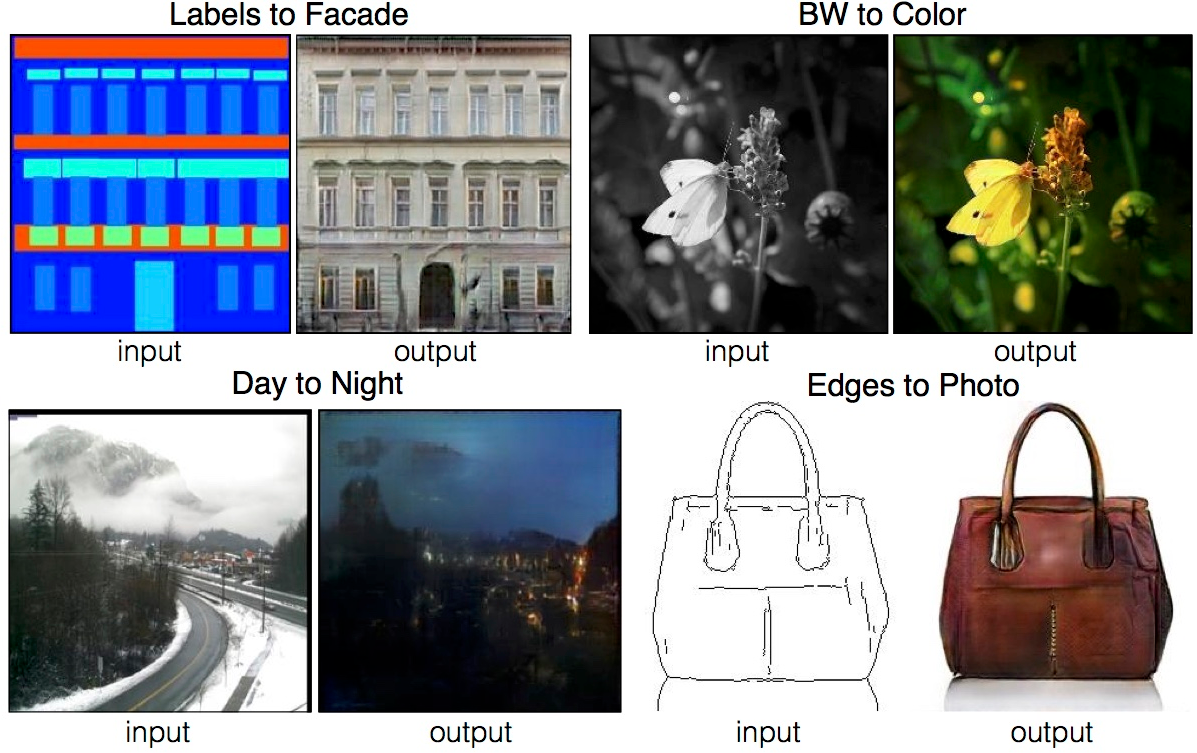 Labels to Facade
BW to Color
input
output
input
output
Day to Night
Edges to Photo
input
output
input
output